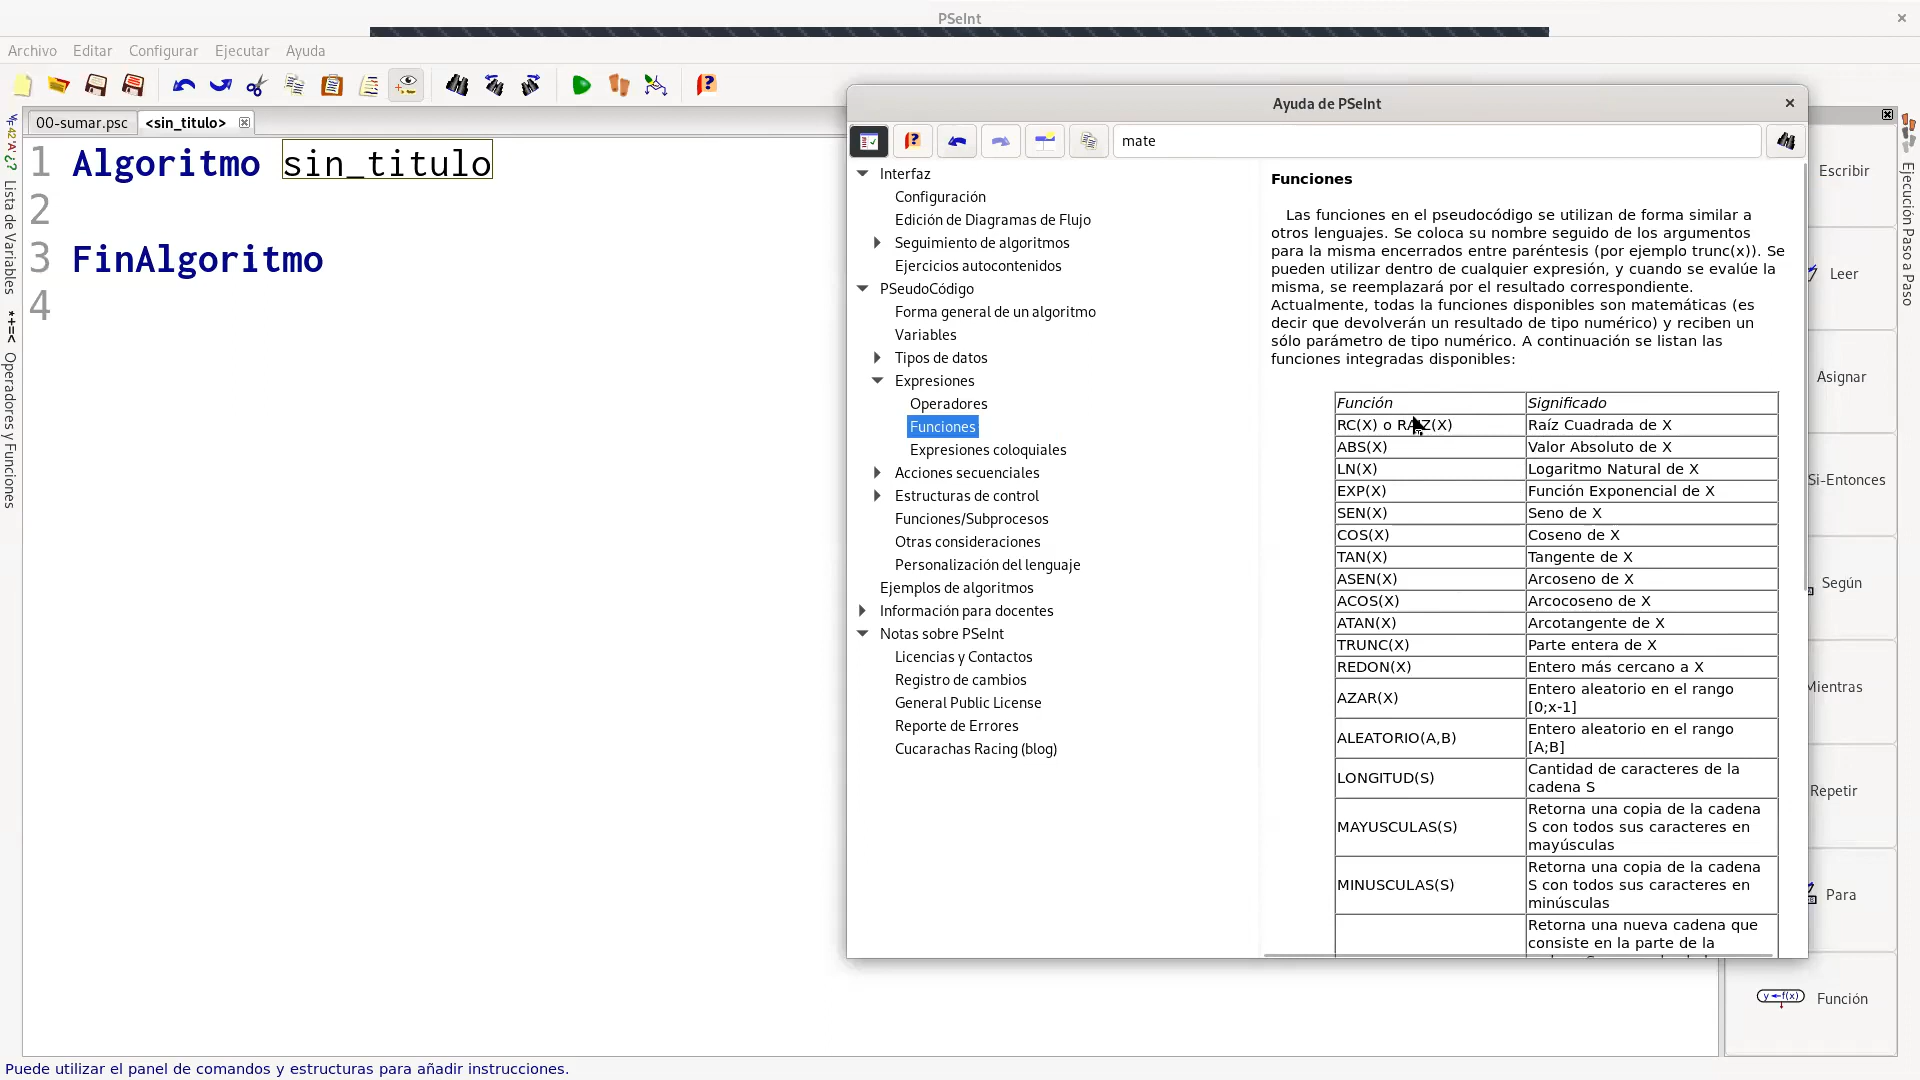 PSeInt
Archivo Editar Configurar Ejecutar Ayuda
00-sumar.psc <sin_titulo>
1 Algoritmo sin_titulo
2
3 FinAlgoritmo
4
Lista de Variables
*+=< Operadores y Funciones
Ayuda de PSeInt
mate
Interfaz
Configuración
Edición de Diagramas de Flujo
Seguimiento de algoritmos
Ejercicios autocontenidos
PSeudoCódigo
Forma general de un algoritmo
Variables
Tipos de datos
Expresiones
Operadores
Funciones
Expresiones coloquiales
Acciones secuenciales
Estructuras de control
Funciones/Subprocesos
Otras consideraciones
Personalización del lenguaje
Ejemplos de algoritmos
Información para docentes
Notas sobre PSeInt
Licencias y Contactos
Registro de cambios
General Public License
Reporte de Errores
Cucarachas Racing (blog)
Funciones
Las funciones en el pseudocódigo se utilizan de forma similar a
otros lenguajes. Se coloca su nombre seguido de los argumentos
para la misma encerrados entre paréntesis (por ejemplo trunc(x)). Se
pueden utilizar dentro de cualquier expresión, y cuando se evalúe la
misma, se reemplazará por el resultado correspondiente.
Actualmente, todas la funciones disponibles son matemáticas (es
decir que devolverán un resultado de tipo numérico) y reciben un
sólo parámetro de tipo numérico. A continuación se listan las
funciones integradas disponibles:
Función Significado
RC(X) o RAIZ(X) Raíz Cuadrada de X
ABS(X) Valor Absoluto de X
LN(X) Logaritmo Natural de X
EXP(X) Función Exponencial de X
SEN(X) Seno de X
COS(X) Coseno de X
TAN(X) Tangente de X
ASEN(X) Arcoseno de X
ACOS(X) Arcocoseno de X
ATAN(X) Arcotangente de X
TRUNC(X) Parte entera de X
REDON(X) Entero más cercano a X
AZAR(X) Entero aleatorio en el rango
[0;x-1]
ALEATORIO(A,B) Entero aleatorio en el rango
[A;B]
LONGITUD(S) Cantidad de caracteres de la
cadena S
MAYUSCULAS(S) Retorna una copia de la cadena
S con todos sus caracteres en
mayúsculas
MINUSCULAS(S) Retorna una copia de la cadena
S con todos sus caracteres en
minúsculas
Retorna una nueva cadena que
consiste en la parte de la
Escribir
Leer
Asignar
Si-Entonces
Según
Mientras
Repetir
Para
y←f(x) Función
Ejecución Paso a Paso
Puede utilizar el panel de comandos y estructuras para añadir instrucciones.